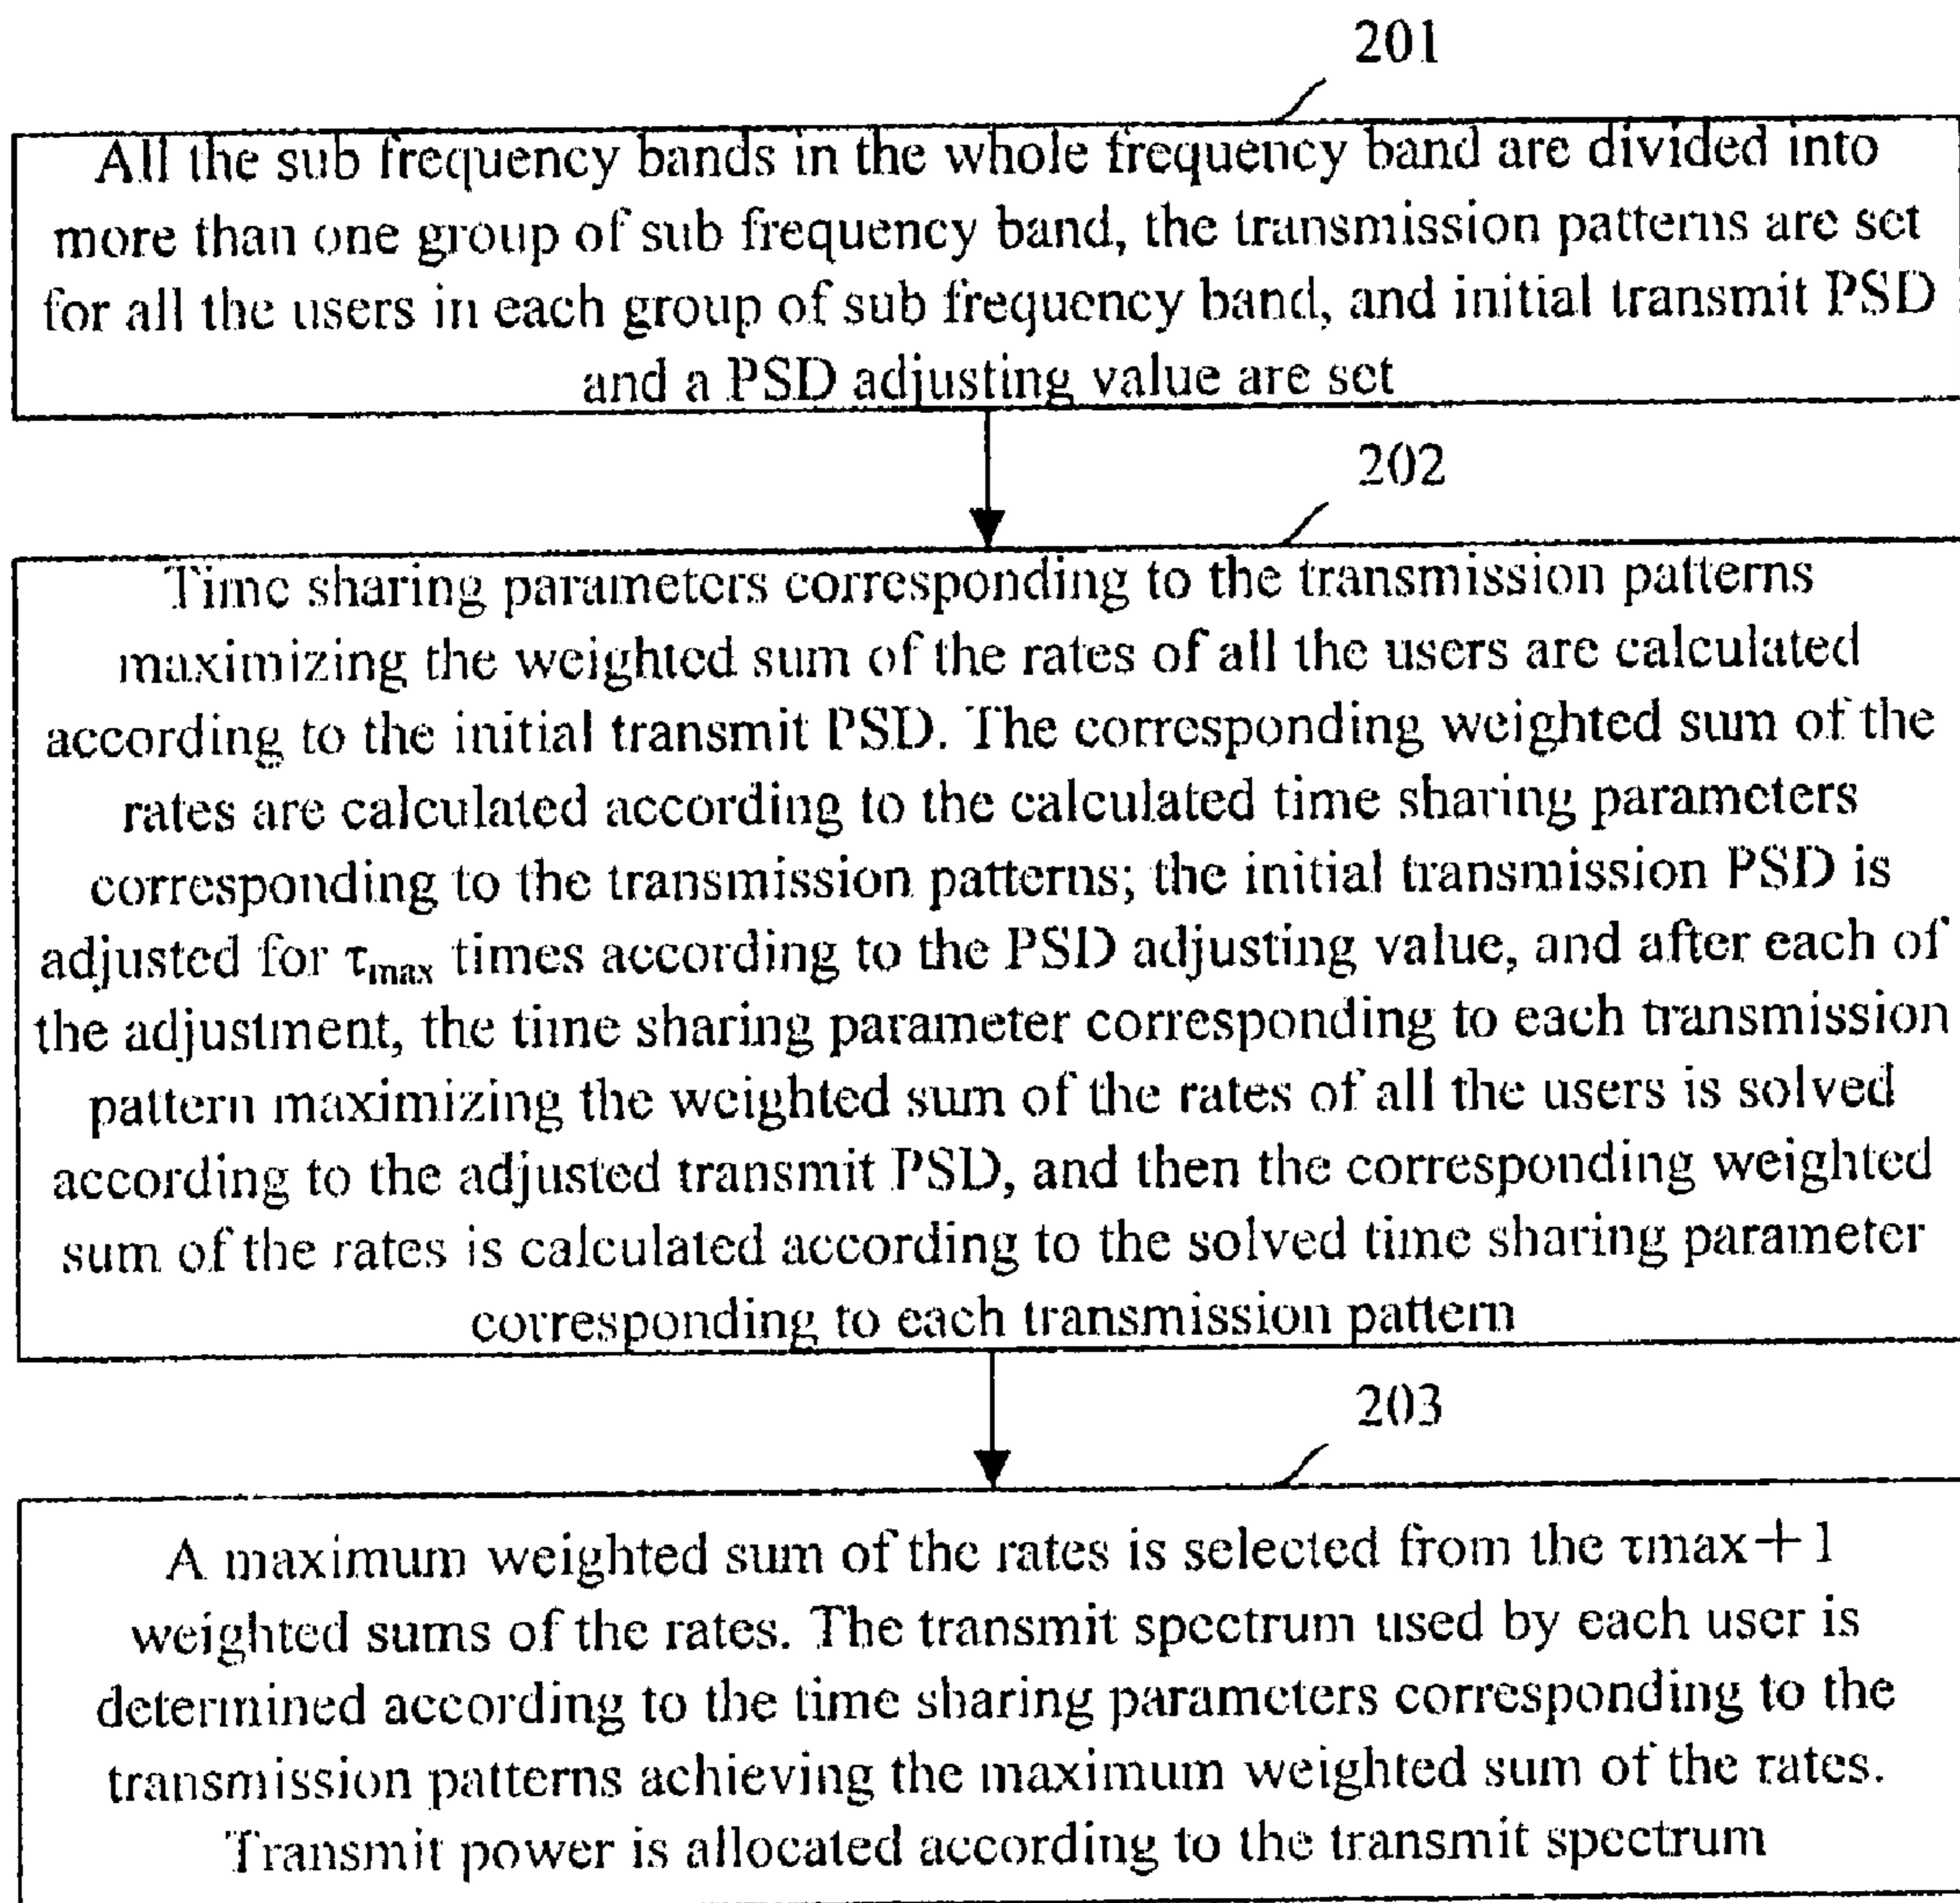 201
All the sub frequency bands in the whole frequency band are divided into
more than one group of sub frequency band, the transmission patterns are set
for all the users in each group of sub frequency band, and initial transmit PSD
and a PSD adjusting value are set
202
Time sharing parameters corresponding to the transmission patterns
maximizing the weighted sum of the rates of all the users are calculated
according to the initial transmit PSD. The corresponding weighted sum of the
rates are calculated according to the calculated time sharing parameters
corresponding to the transmission patterns; the initial transmission PSD is
adjusted for τmax times according to the PSD adjusting value, and after each of
the adjustment, the time sharing parameter corresponding to each transmission
pattern maximizing the weighted sum of the rates of all the users is solved
according to the adjusted transmit PSD, and then the corresponding weighted
sum of the rates is calculated according to the solved time sharing parameter
corresponding to each transmission pattern
203
A maximum weighted sum of the rates is selected from the τmax+1
weighted sums of the rates. The transmit spectrum used by each user is
determined according to the time sharing parameters corresponding to the
transmission patterns achieving the maximum weighted sum of the rates.
Transmit power is allocated according to the transmit spectrum